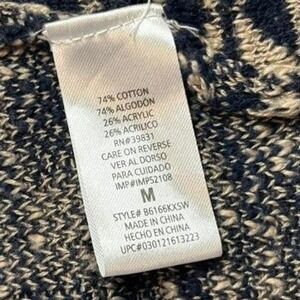 74% COTTON
74% ALGODÓN
26% ACRYLIC
26% ACRILICO
RN#39831
CARE ON REVERSE
VER AL DORSO
PARA CUIDADO
IMP#IMP52108
M
STYLE# B6166KXSW
MADE IN CHINA
HECHO EN CHINA
UPC#030121613223